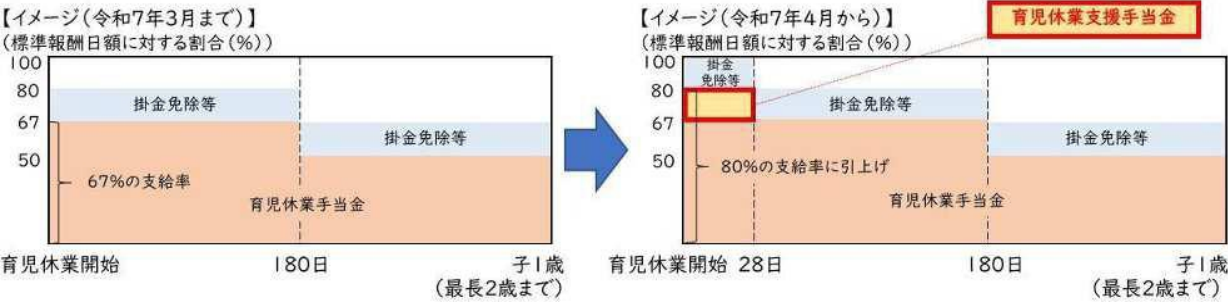 【イメージ(令和7年3月まで)】
(標準報酬日額に対する割合(%))
100
80
67
50
掛金免除等
掛金免除等
67%の支給率
育児休業手当金
育児休業開始
180日
子1歳
(最長2歳まで)
【イメージ(令和7年4月から)】
(標準報酬日額に対する割合(%))
育児休業支援手当金
100
80
67
50
掛金
免除等
掛金免除等
掛金免除等
80%の支給率に引上げ
育児休業手当金
育児休業開始
28日
180日
子1歳
(最長2歳まで)